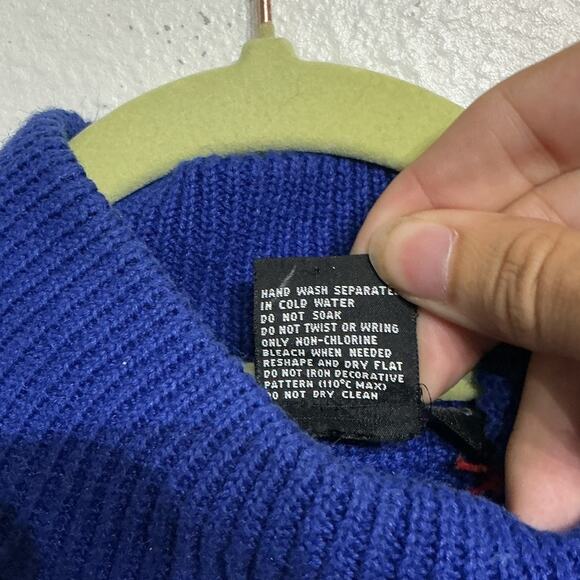 HAND WASH SEPARATELY
IN COLD WATER
DO NOT SOAK
DO NOT TWIST OR WRING
ONLY NON-CHLORINE
BLEACH WHEN NEEDED
RESHAPE AND DRY FLAT
DO NOT IRON DECORATIVE
PATTERN (110°C MAX)
DO NOT DRY CLEAN